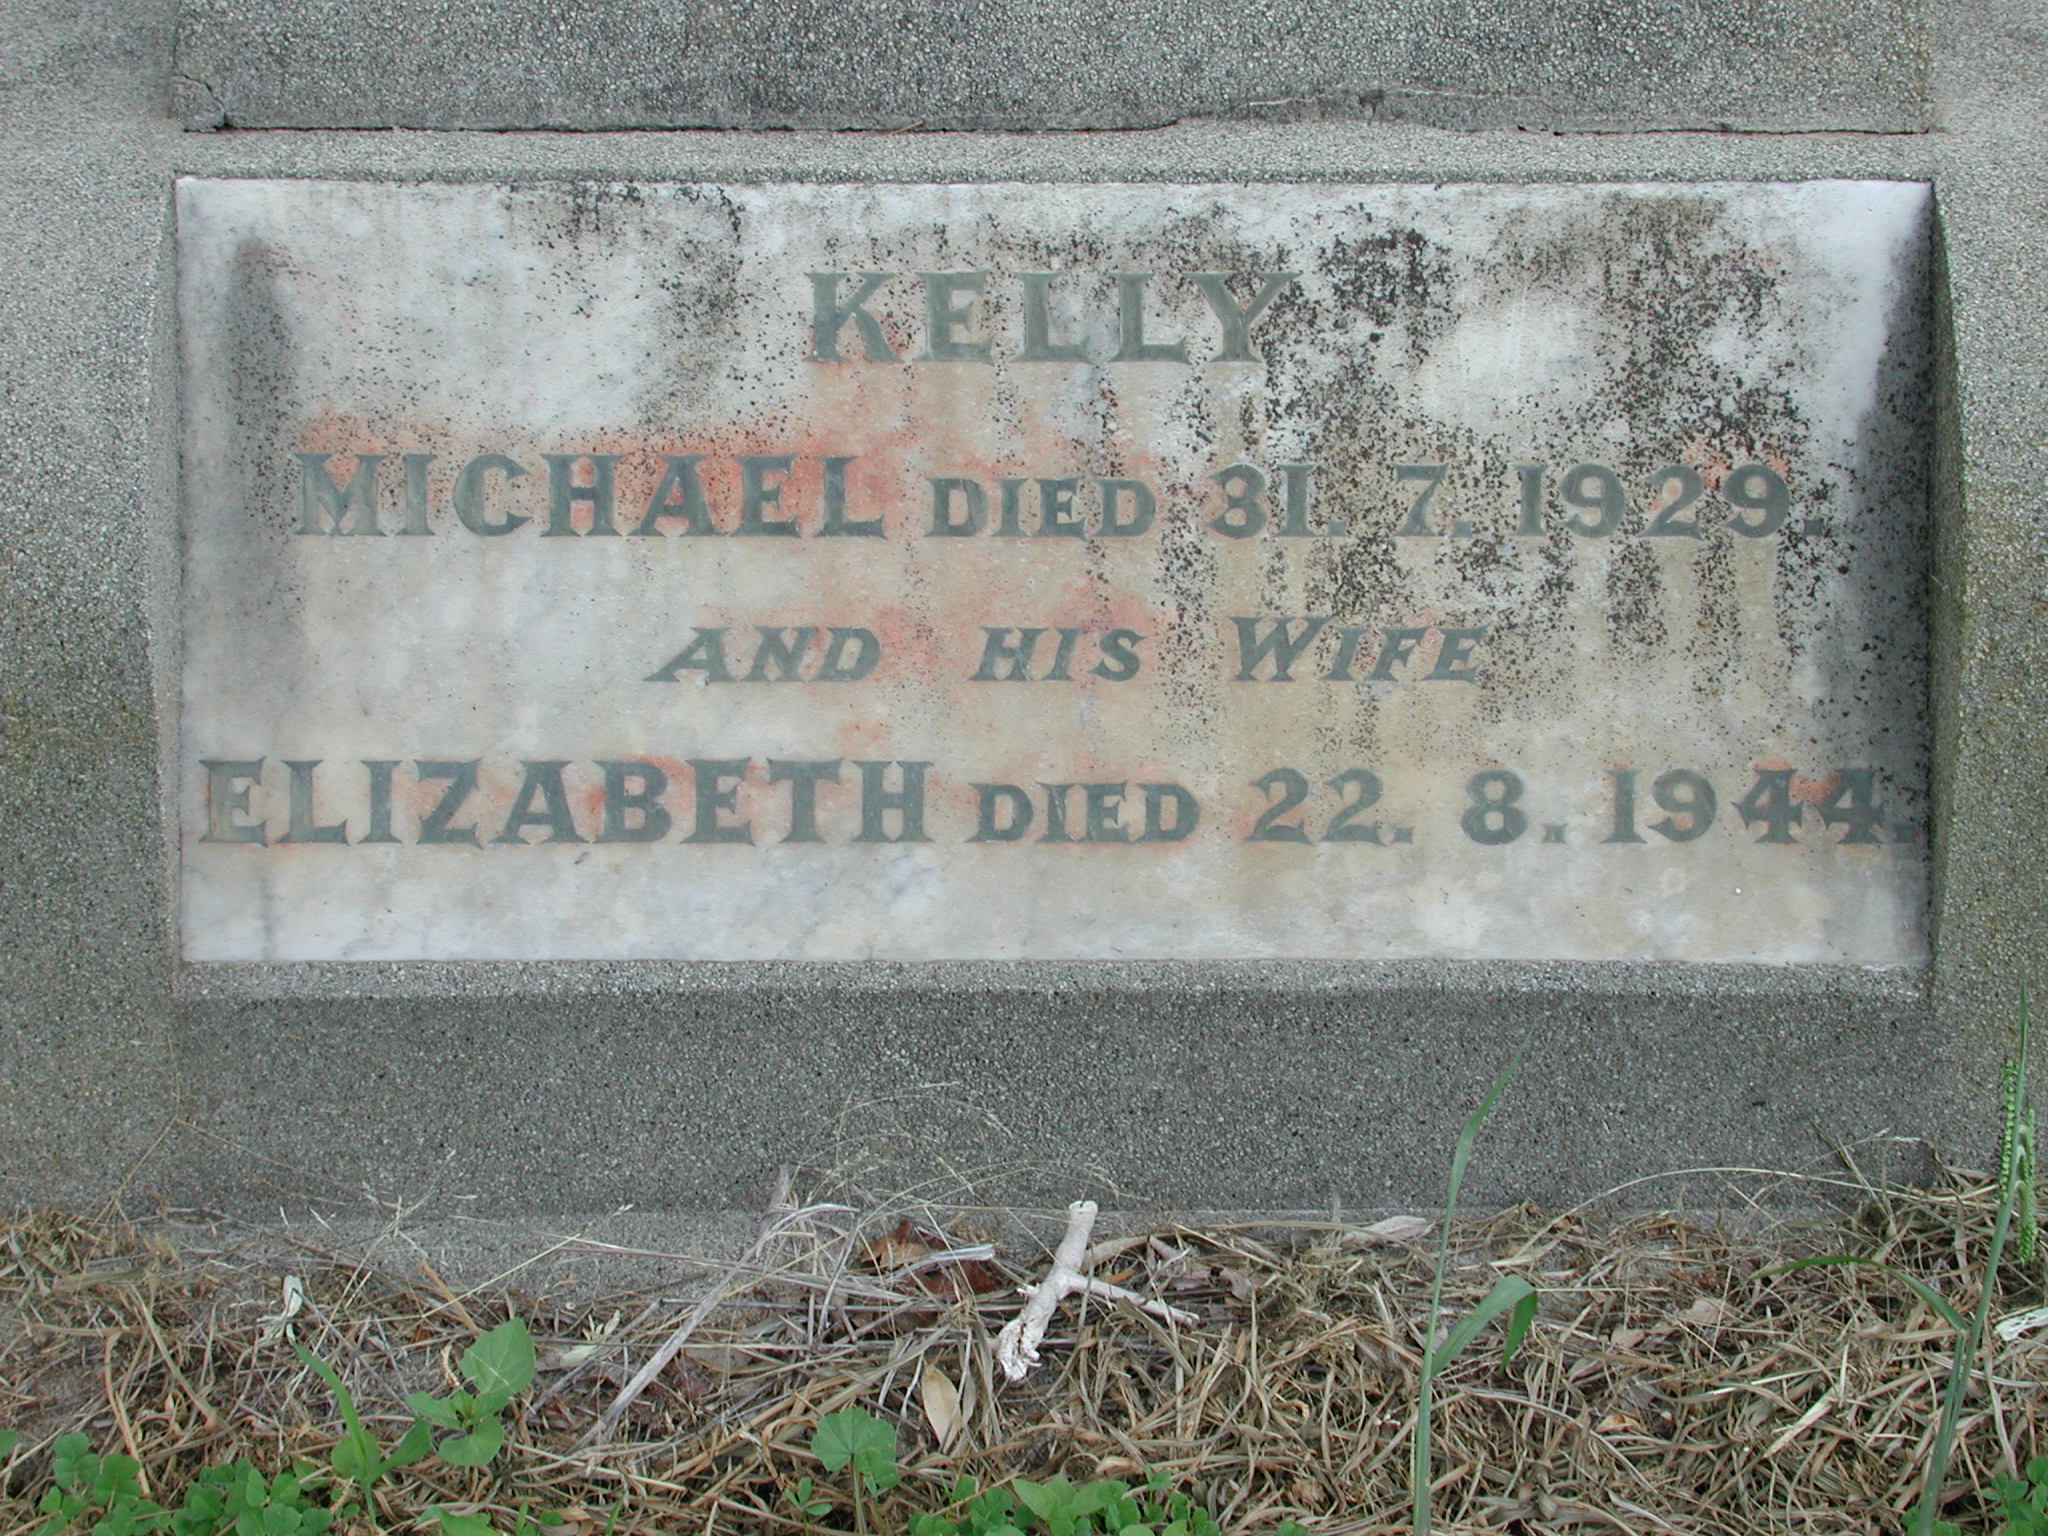 KELLY
MICHAEL DIED 31. 7. 1929.
AND HIS WIFE
ELIZABETH DIED 22. 8. 1944.